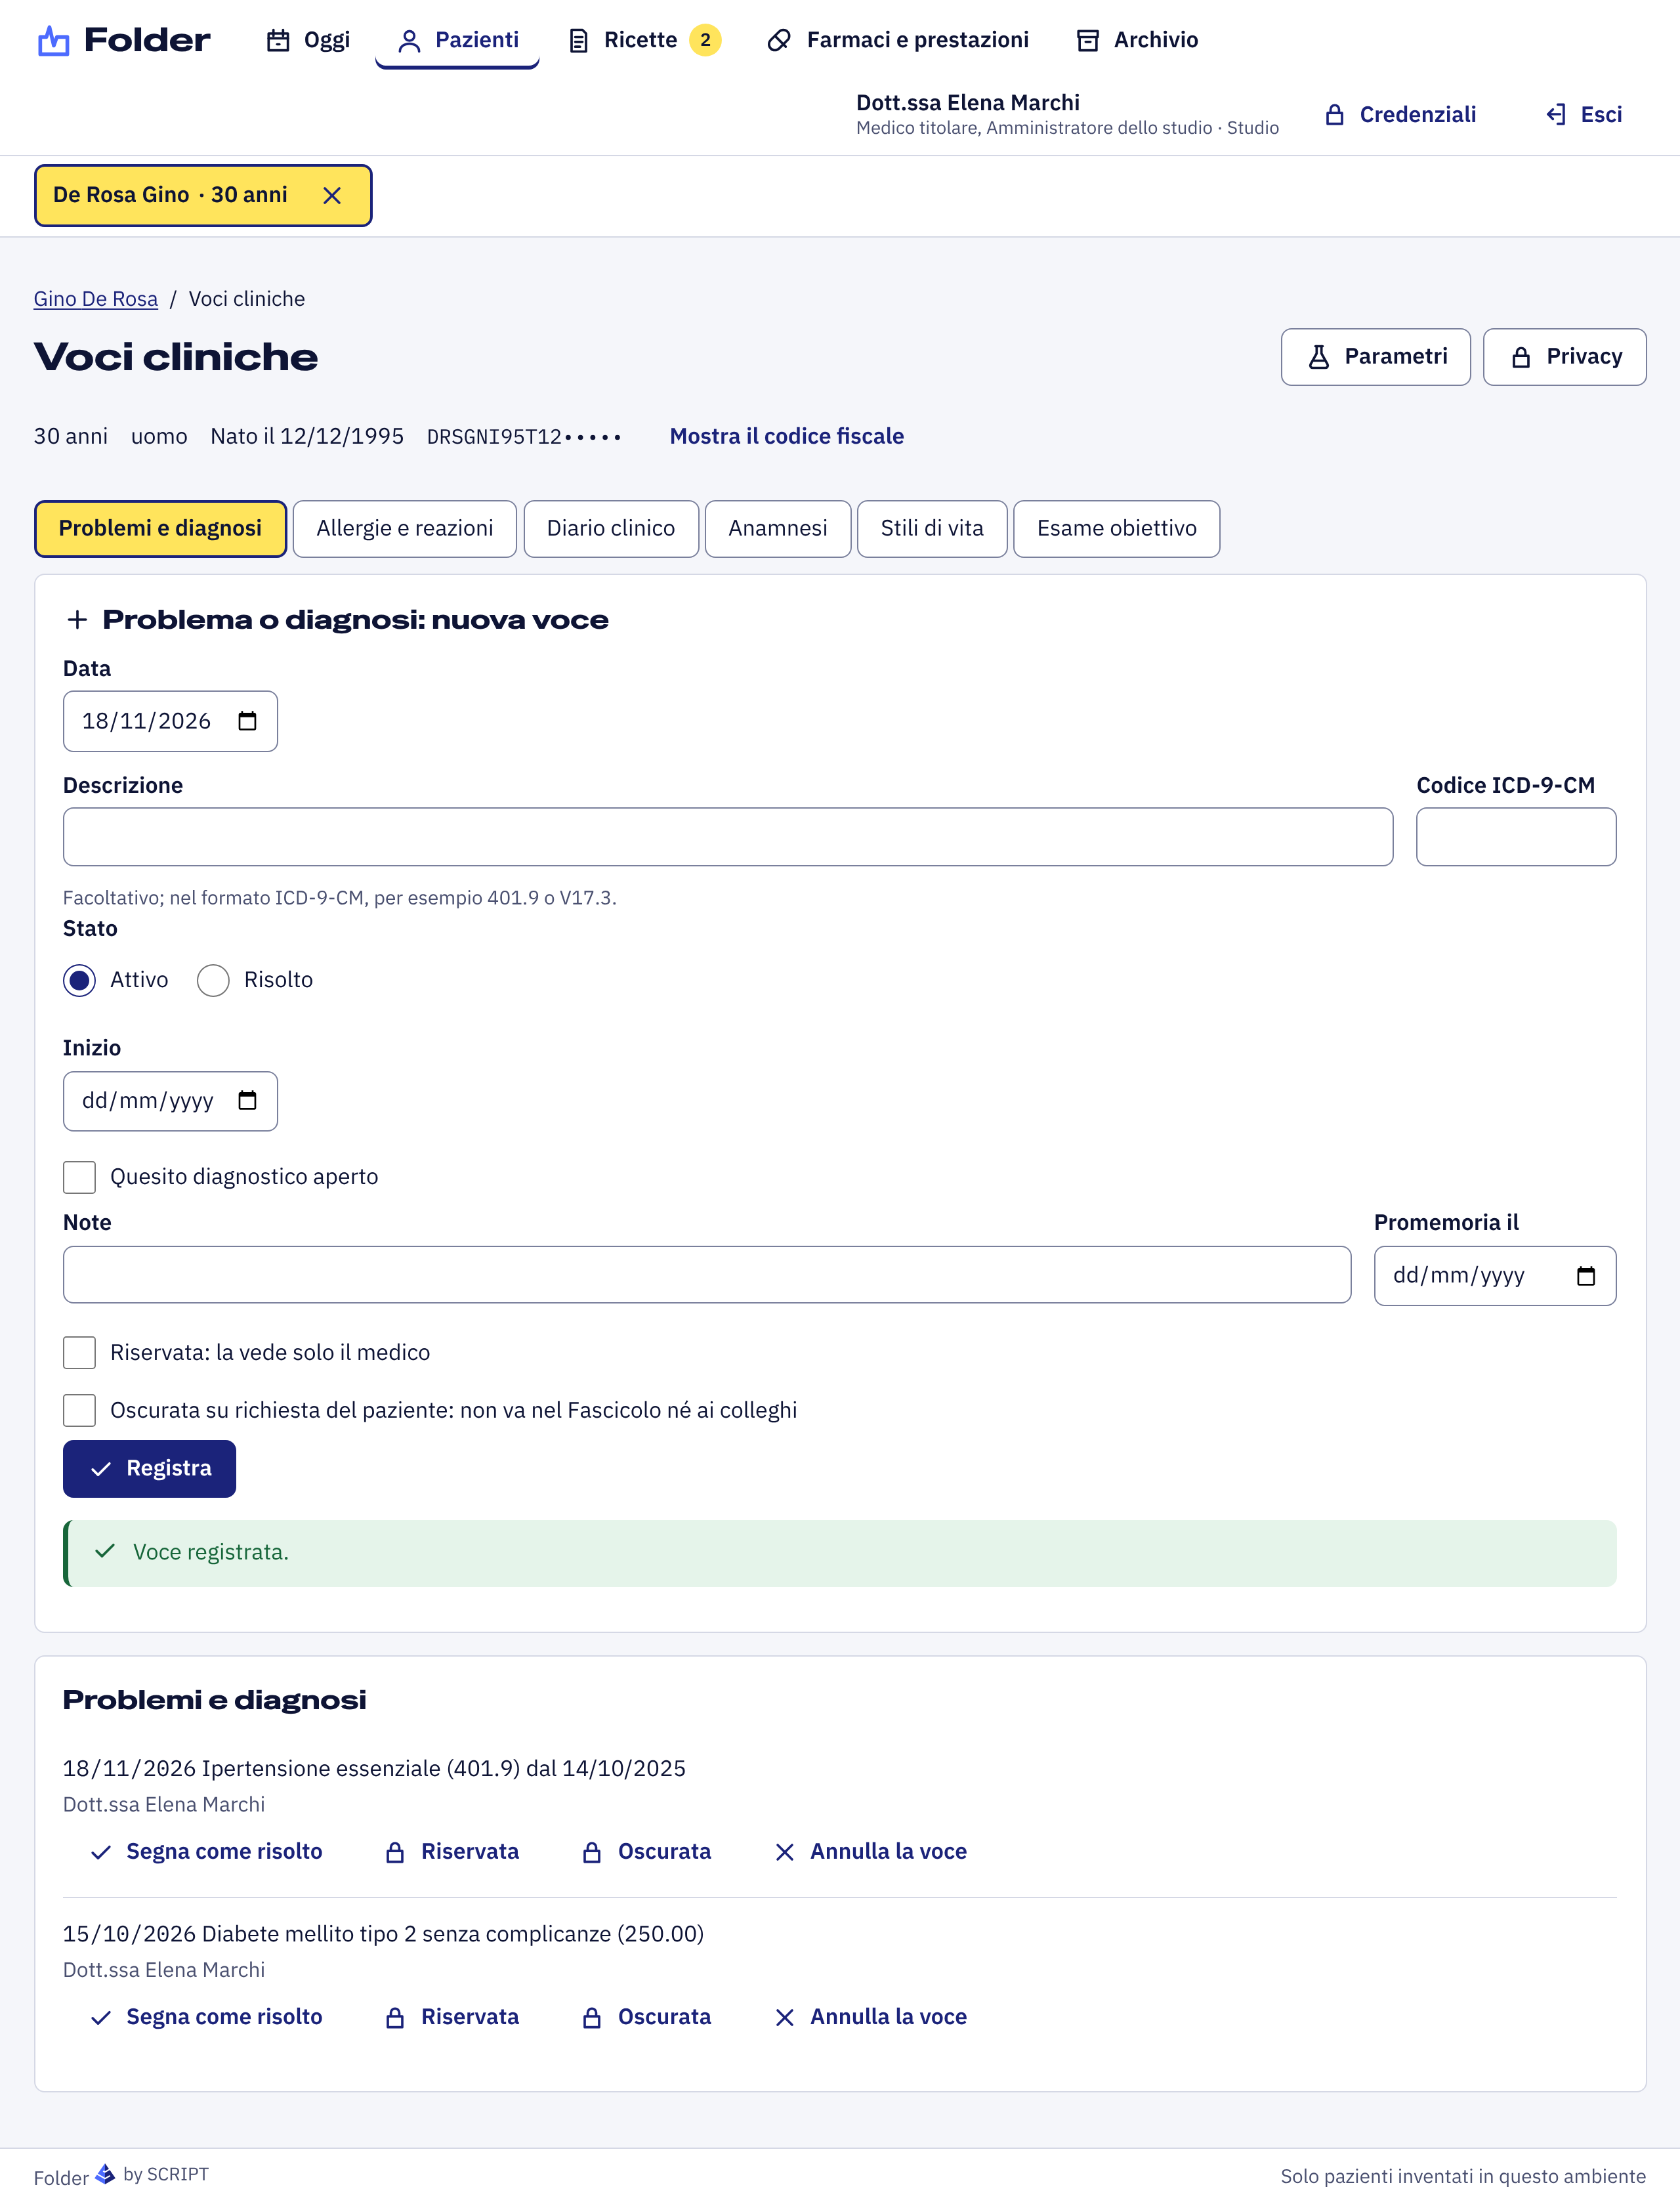 Folder
Oggi
Pazienti
Ricette 2
Farmaci e prestazioni
Archivio
Dott.ssa Elena Marchi
Medico titolare, Amministratore dello studio · Studio
Credenziali
Esci
De Rosa Gino · 30 anni
Gino De Rosa / Voci cliniche
Voci cliniche
Parametri
Privacy
30 anni uomo Nato il 12/12/1995 DRSGNI95T12••••• Mostra il codice fiscale
Problemi e diagnosi
Allergie e reazioni
Diario clinico
Anamnesi
Stili di vita
Esame obiettivo
Problema o diagnosi: nuova voce
Data
18/11/2026
Descrizione
Codice ICD-9-CM
Facoltativo; nel formato ICD-9-CM, per esempio 401.9 o V17.3.
Stato
Attivo
Risolto
Inizio
dd/mm/yyyy
Quesito diagnostico aperto
Note
Promemoria il
dd/mm/yyyy
Riservata: la vede solo il medico
Oscurata su richiesta del paziente: non va nel Fascicolo né ai colleghi
Registra
Voce registrata.
Problemi e diagnosi
18/11/2026 Ipertensione essenziale (401.9) dal 14/10/2025
Dott.ssa Elena Marchi
Segna come risolto
Riservata
Oscurata
Annulla la voce
15/10/2026 Diabete mellito tipo 2 senza complicanze (250.00)
Dott.ssa Elena Marchi
Segna come risolto
Riservata
Oscurata
Annulla la voce
Folder by SCRIPT
Solo pazienti inventati in questo ambiente